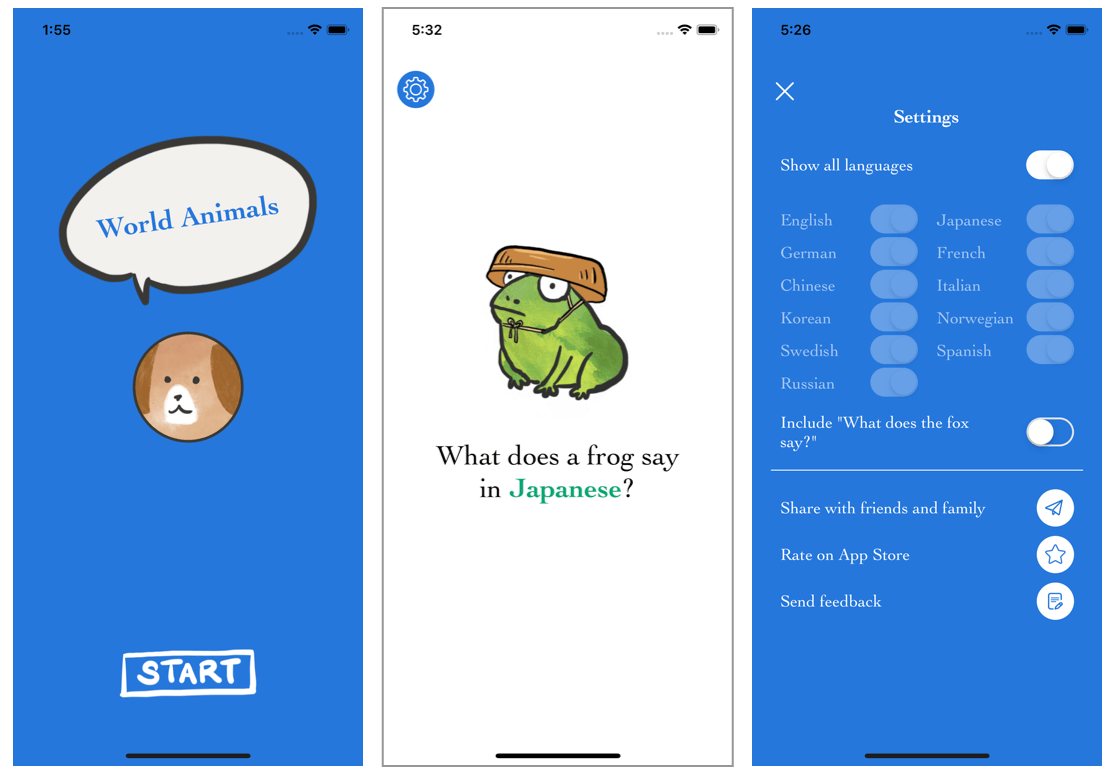 1:55
World Animals
START
5:32
What does a frog say
in Japanese?
5:26
Settings
Show all languages
English
Japanese
German
French
Chinese
Italian
Korean
Norwegian
Swedish
Spanish
Russian
Include "What does the fox
say?"
Share with friends and family
Rate on App Store
Send feedback